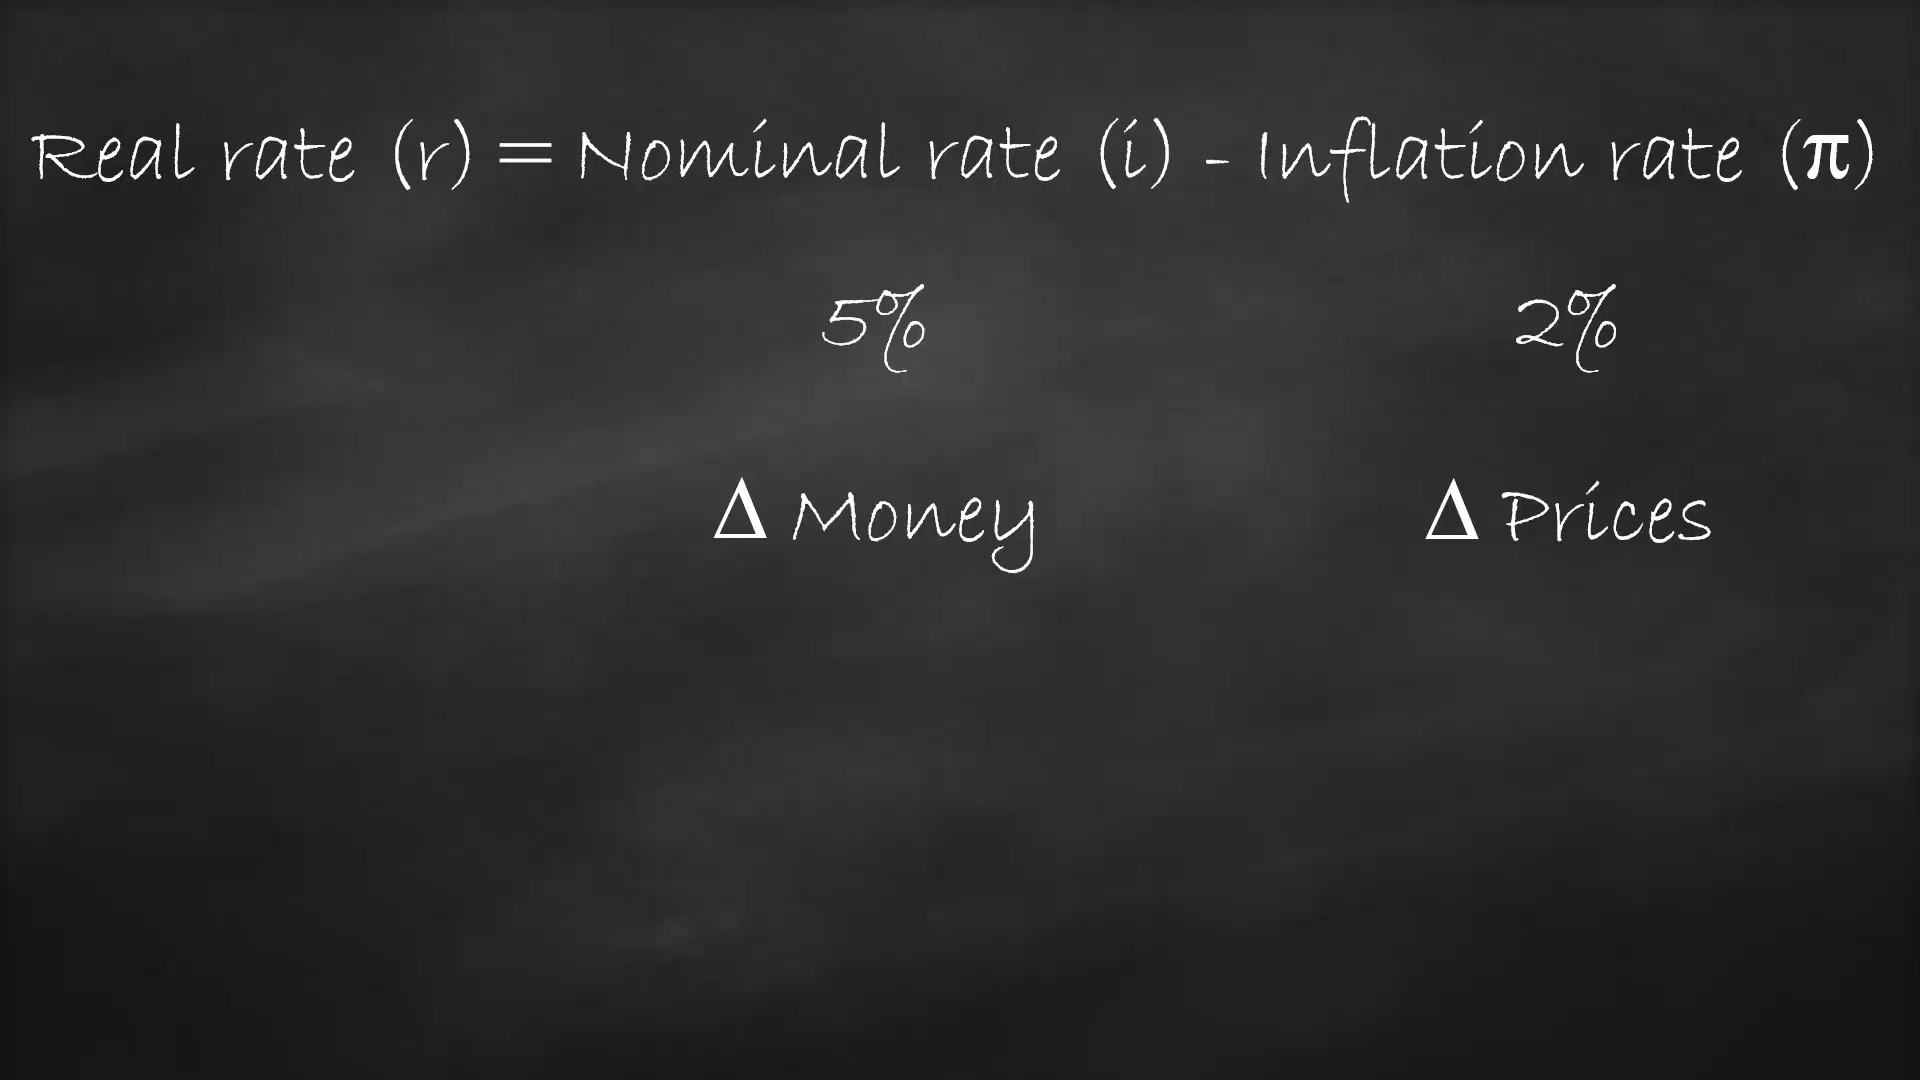 Real rate (r) = Nominal rate (i) - Inflation rate (π)
5% 2%
Δ Money Δ Prices